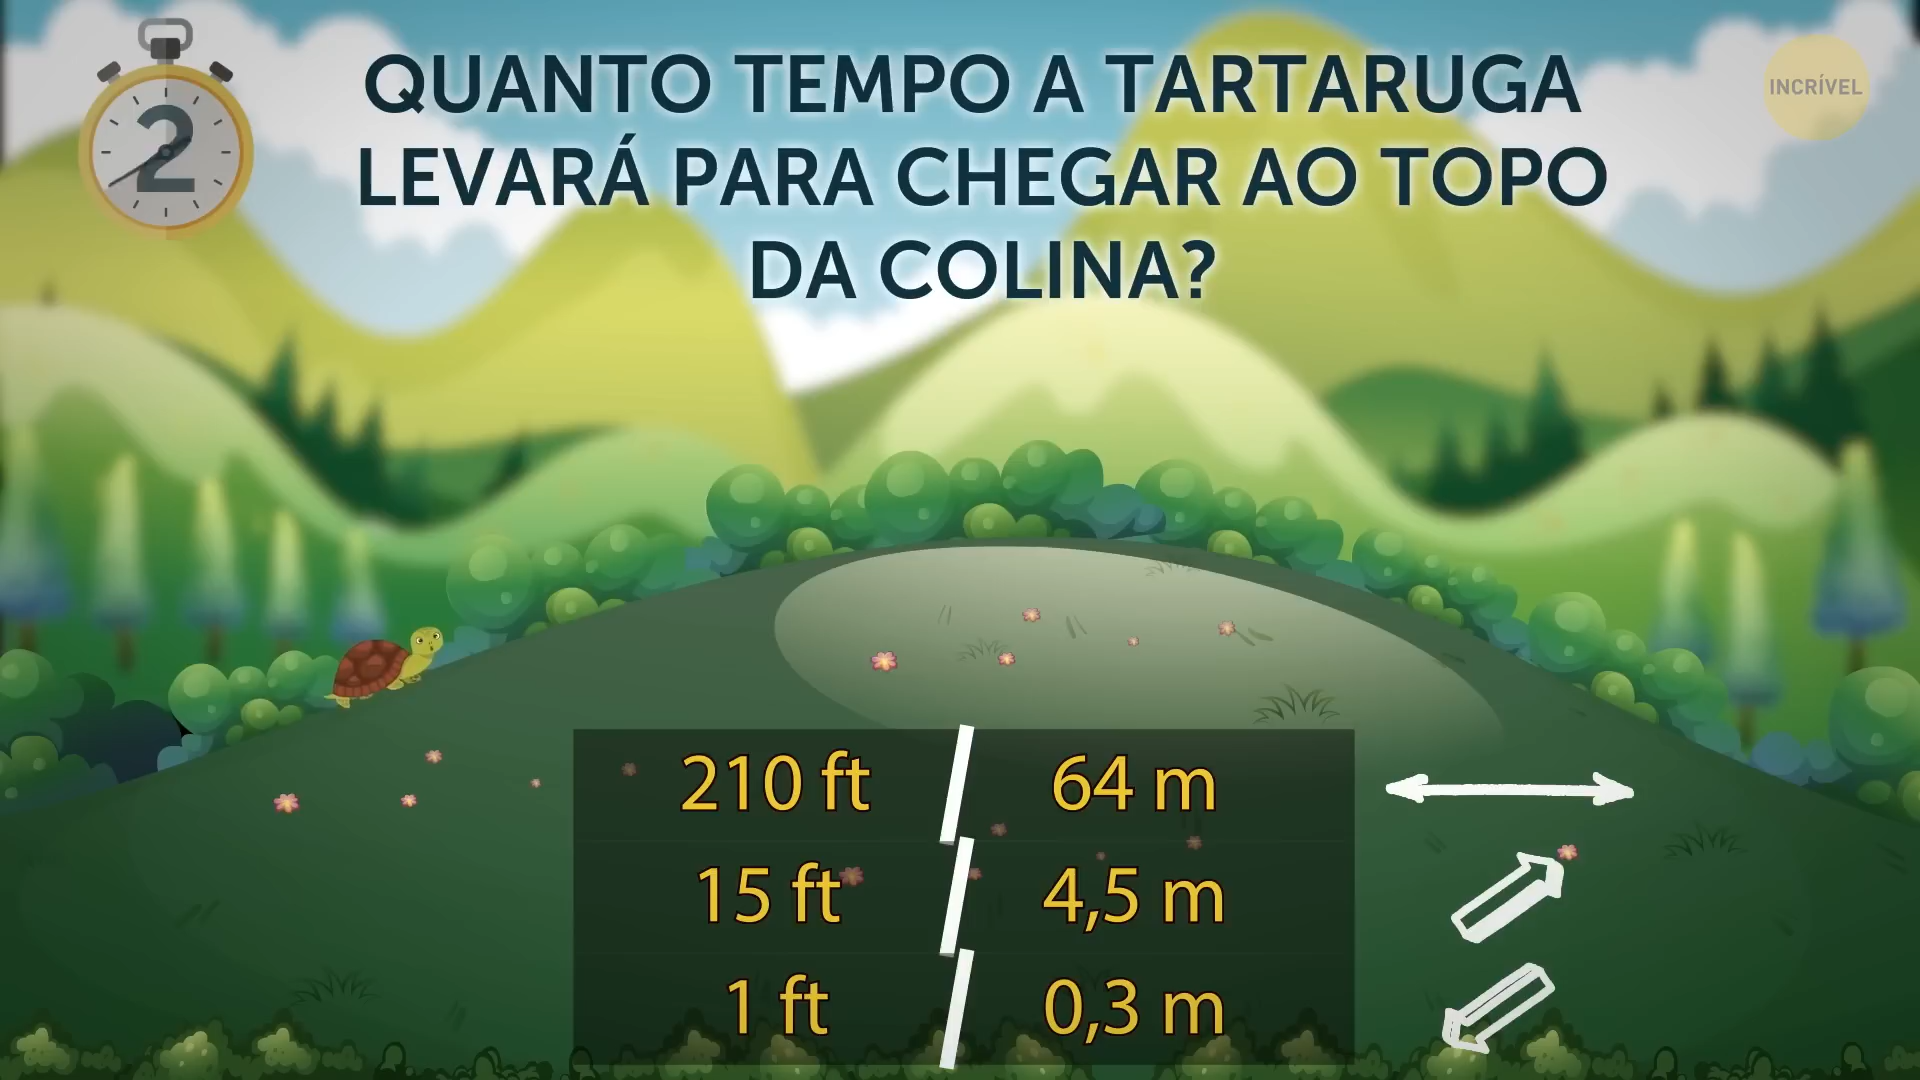 2
QUANTO TEMPO A TARTARUGA
LEVARÁ PARA CHEGAR AO TOPO
DA COLINA?
INCRÍVEL
210 ft / 64 m
15 ft / 4,5 m
1 ft / 0,3 m